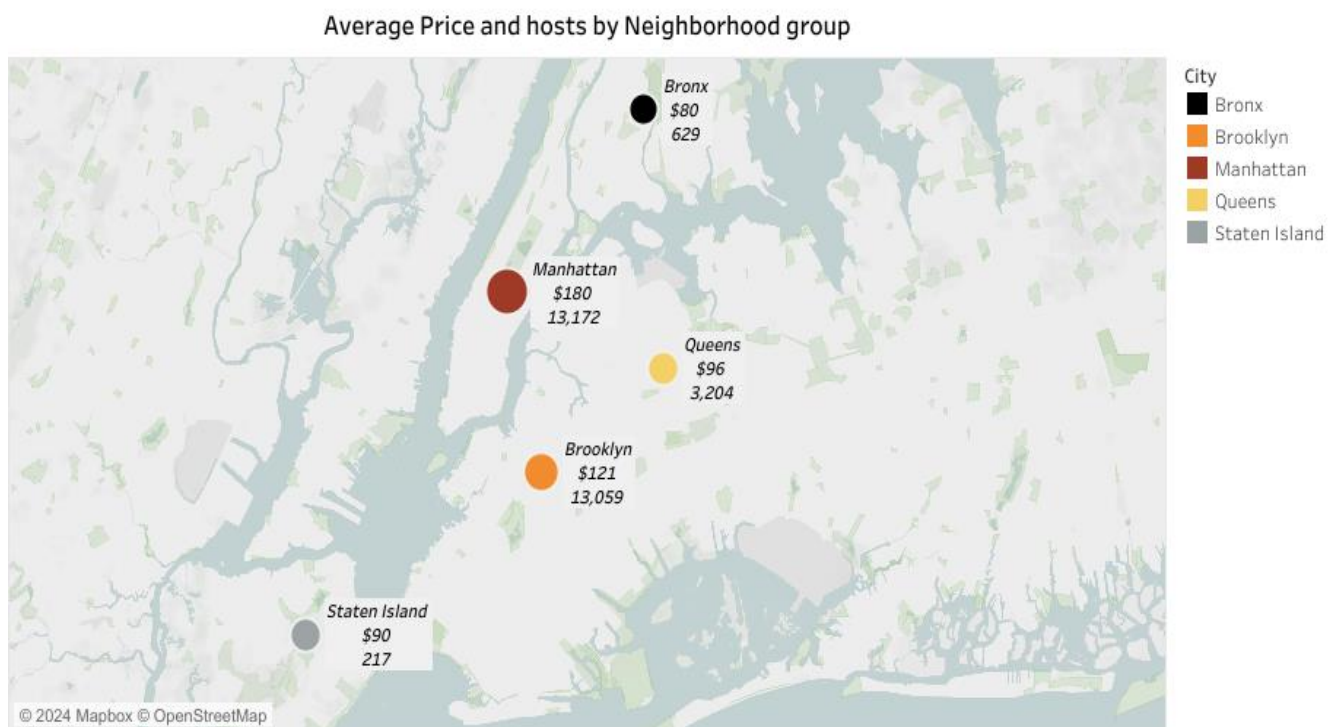 Average Price and hosts by Neighborhood group
City
Bronx
Brooklyn
Manhattan
Queens
Staten Island
Bronx
$80
629
Manhattan
$180
13,172
Queens
$96
3,204
Brooklyn
$121
13,059
Staten Island
$90
217
© 2024 Mapbox © OpenStreetMap